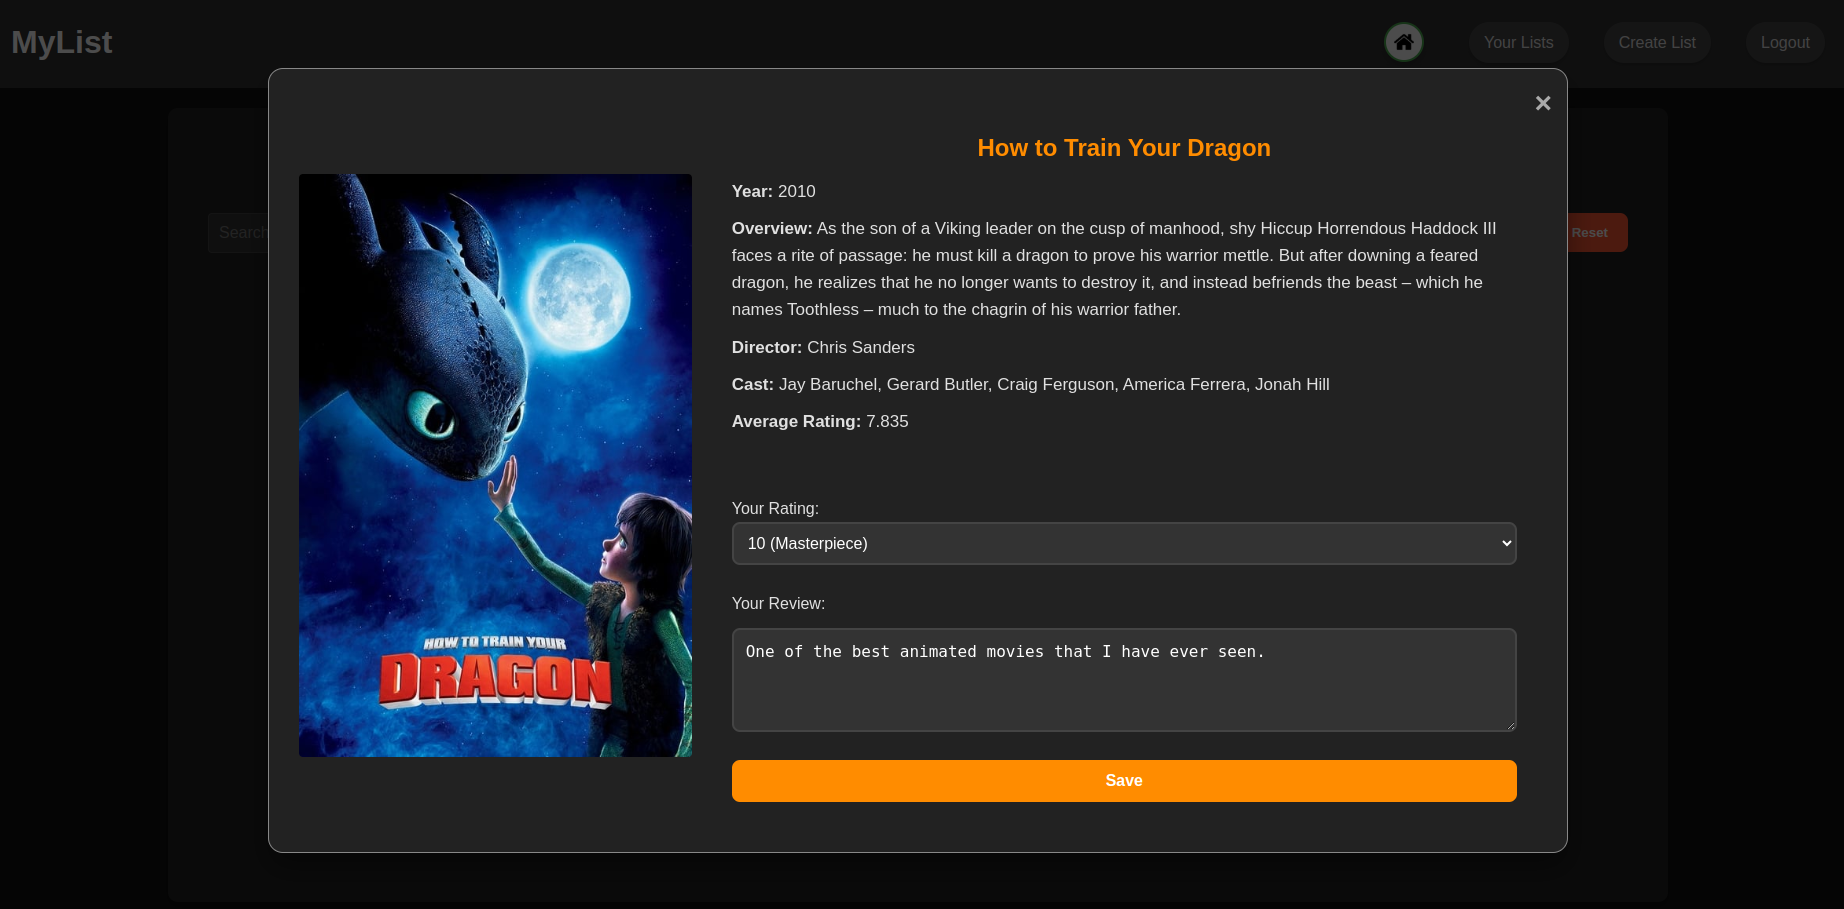 MyList
Your Lists
Create List
Logout
×
Search
Reset
How to Train Your Dragon
Year: 2010
Overview: As the son of a Viking leader on the cusp of manhood, shy Hiccup Horrendous Haddock III
faces a rite of passage: he must kill a dragon to prove his warrior mettle. But after downing a feared
dragon, he realizes that he no longer wants to destroy it, and instead befriends the beast – which he
names Toothless – much to the chagrin of his warrior father.
Director: Chris Sanders
Cast: Jay Baruchel, Gerard Butler, Craig Ferguson, America Ferrera, Jonah Hill
Average Rating: 7.835
Your Rating:
10 (Masterpiece)
Your Review:
One of the best animated movies that I have ever seen.
Save
HOW TO TRAIN YOUR
DRAGON